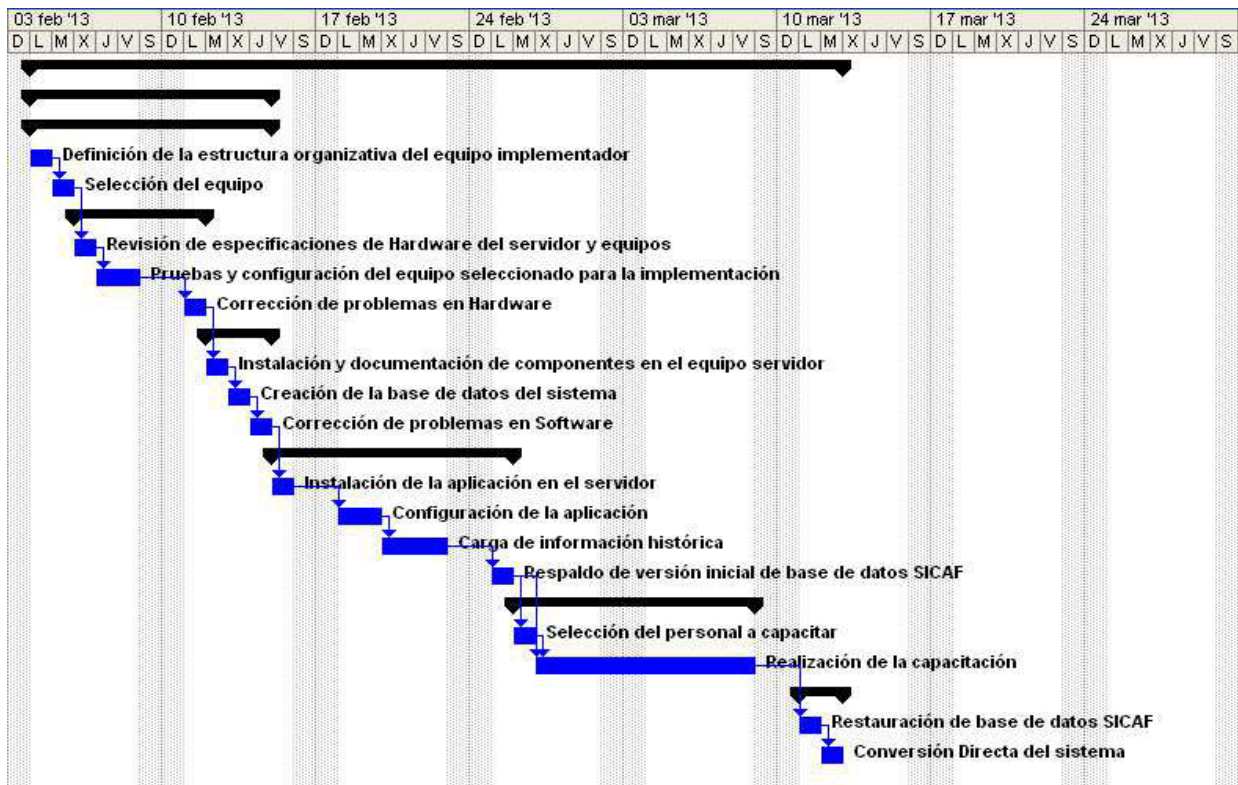 03 feb '13 10 feb '13 17 feb '13 24 feb '13 03 mar '13 10 mar '13 17 mar '13 24 mar '13
D L M X J V S D L M X J V S D L M X J V S D L M X J V S D L M X J V S D L M X J V S D L M X J V S D L M X J V S
Definición de la estructura organizativa del equipo implementador
Selección del equipo
Revisión de especificaciones de Hardware del servidor y equipos
Pruebas y configuración del equipo seleccionado para la implementación
Corrección de problemas en Hardware
Instalación y documentación de componentes en el equipo servidor
Creación de la base de datos del sistema
Corrección de problemas en Software
Instalación de la aplicación en el servidor
Configuración de la aplicación
Carga de información histórica
Respaldo de versión inicial de base de datos SICAF
Selección del personal a capacitar
Realización de la capacitación
Restauración de base de datos SICAF
Conversión Directa del sistema